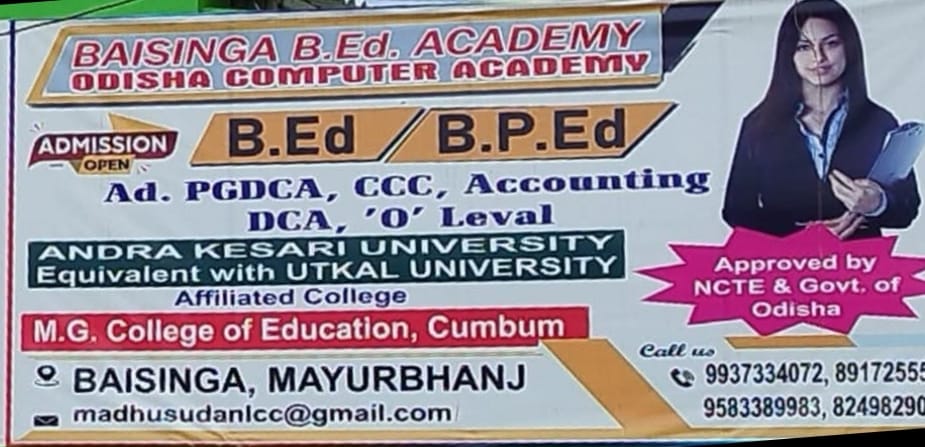 BAISINGA B.Ed. ACADEMY
ODISHA COMPUTER ACADEMY
ADMISSION
OPEN
B.Ed / B.P.Ed
Ad. PGDCA, CCC, Accounting
DCA, 'O' Leval
ANDRA KESARI UNIVERSITY
Equivalent with UTKAL UNIVERSITY
Affiliated College
M.G. College of Education, Cumbum
Approved by
NCTE & Govt. of
Odisha
BAISINGA, MAYURBHANJ
madhusudanlcc@gmail.com
Call us
9937334072, 89172555
9583389983, 82498290